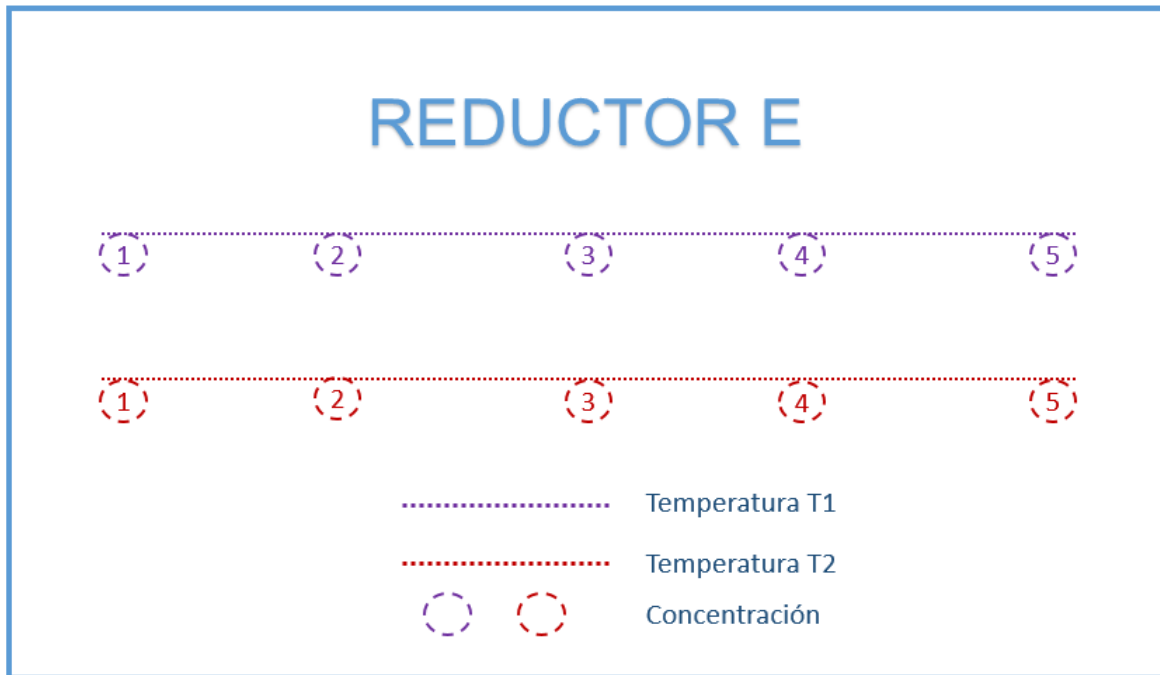 REDUCTOR E
1 2 3 4 5
1 2 3 4 5
Temperatura T1
Temperatura T2
Concentración